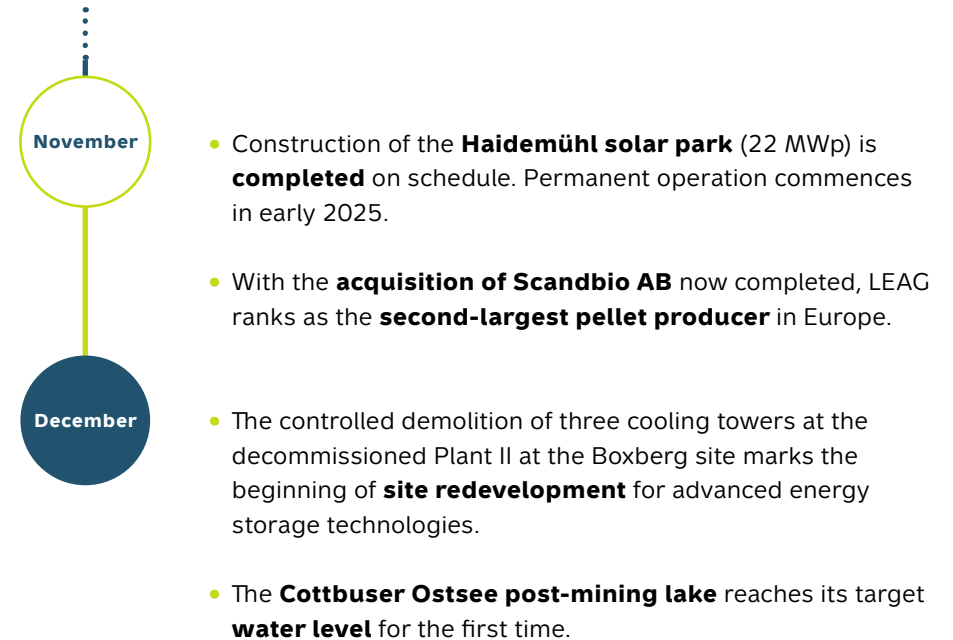 November
• Construction of the Haidemühl solar park (22 MWp) is
completed on schedule. Permanent operation commences
in early 2025.
• With the acquisition of Scandbio AB now completed, LEAG
ranks as the second-largest pellet producer in Europe.
December
• The controlled demolition of three cooling towers at the
decommissioned Plant II at the Boxberg site marks the
beginning of site redevelopment for advanced energy
storage technologies.
• The Cottbuser Ostsee post-mining lake reaches its target
water level for the first time.